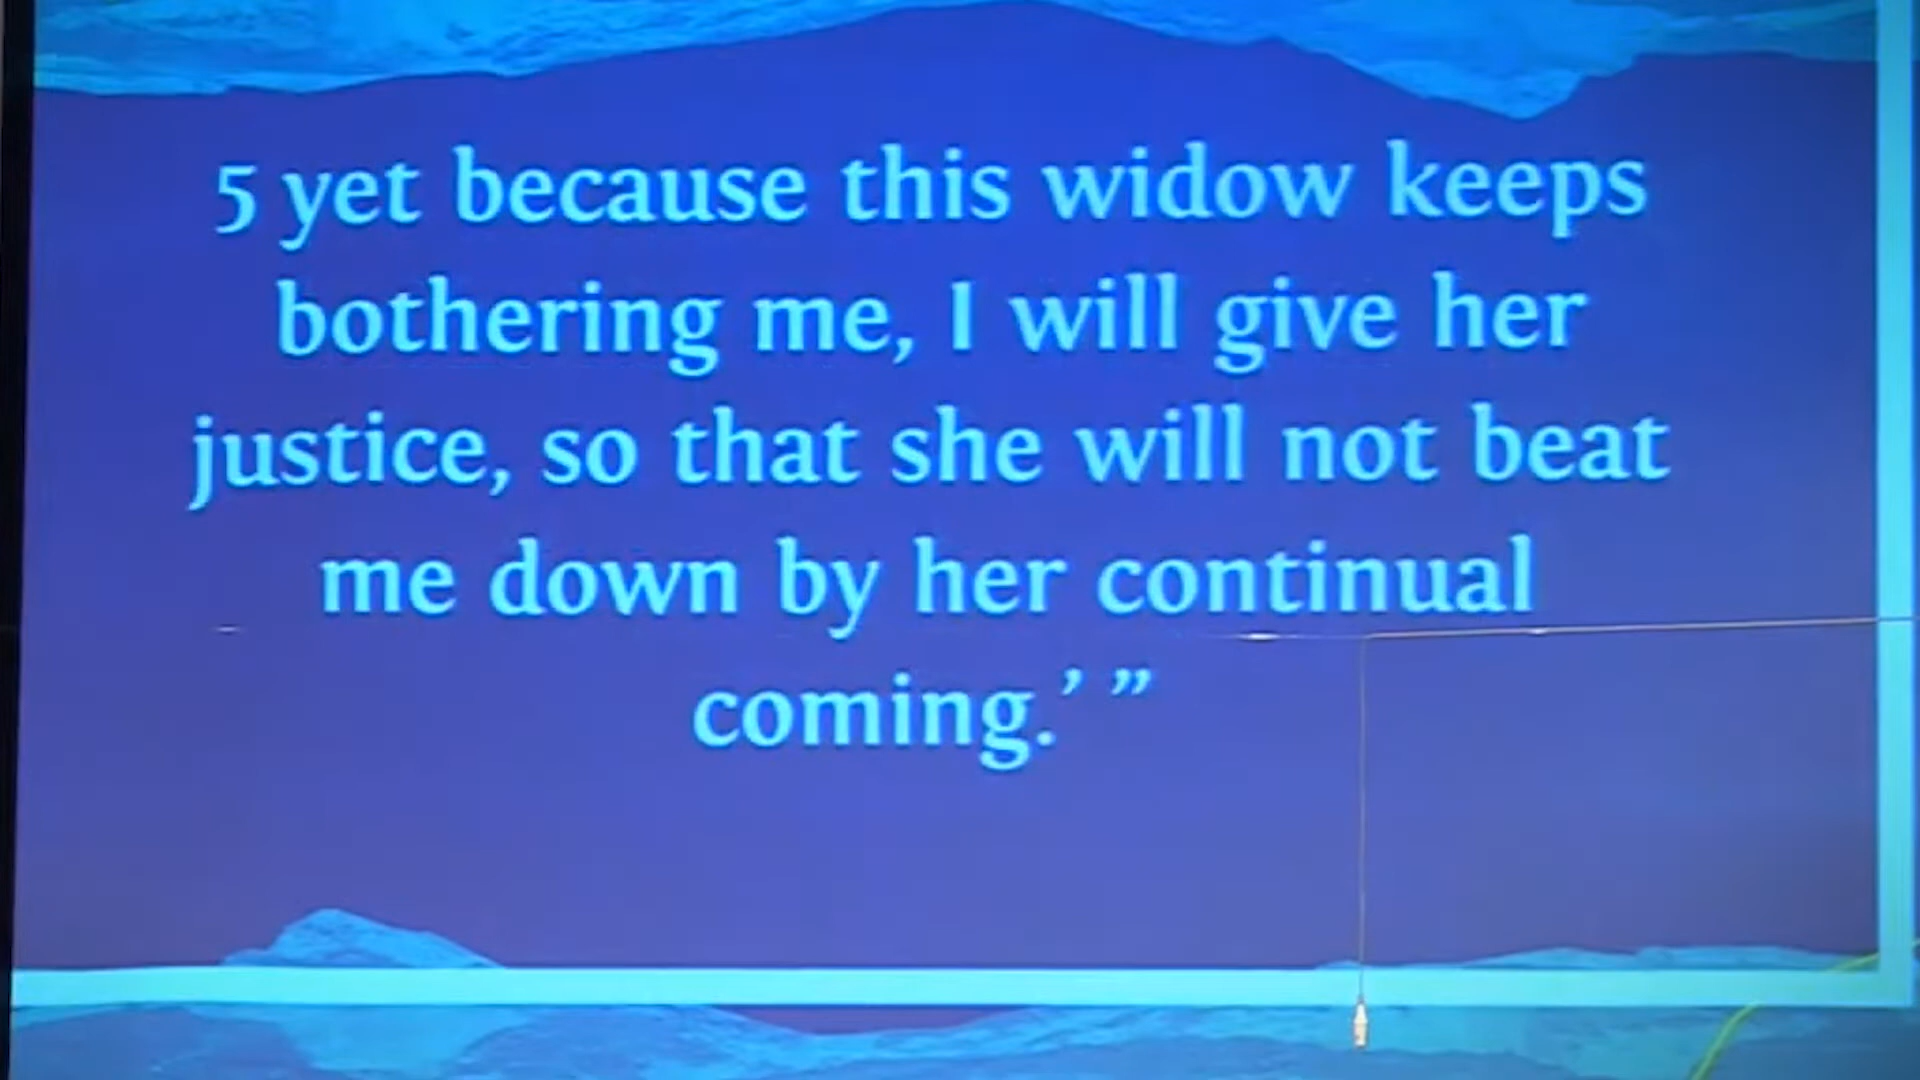 5 yet because this widow keeps
bothering me, I will give her
justice, so that she will not beat
me down by her continual
coming.’ ”